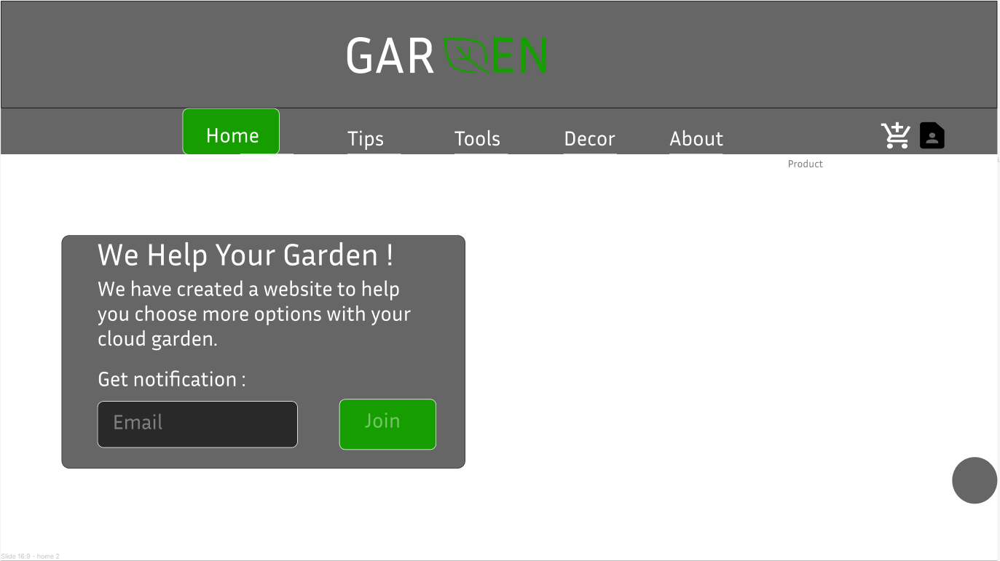 GAR EN
Home Tips Tools Decor About
Product
We Help Your Garden !
We have created a website to help
you choose more options with your
cloud garden.
Get notification :
Email Join
Slide 16:9 - home 2